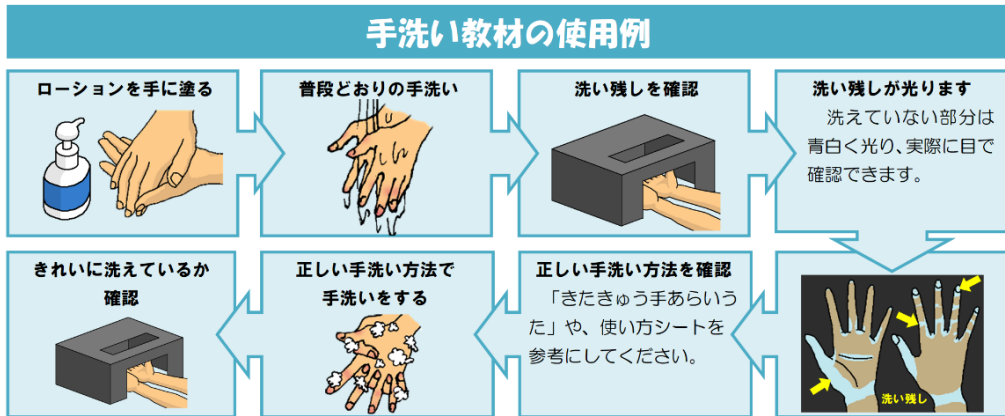 手洗い教材の使用例
ローションを手に塗る
普段どおりの手洗い
洗い残しを確認
洗い残しが光ります
　洗えていない部分は
青白く光り、実際に目で
確認できます。
洗い残し
正しい手洗い方法を確認
　「きたきゅう手あらいう
た」や、使い方シートを
参考にしてください。
正しい手洗い方法で
手洗いをする
きれいに洗えているか
確認